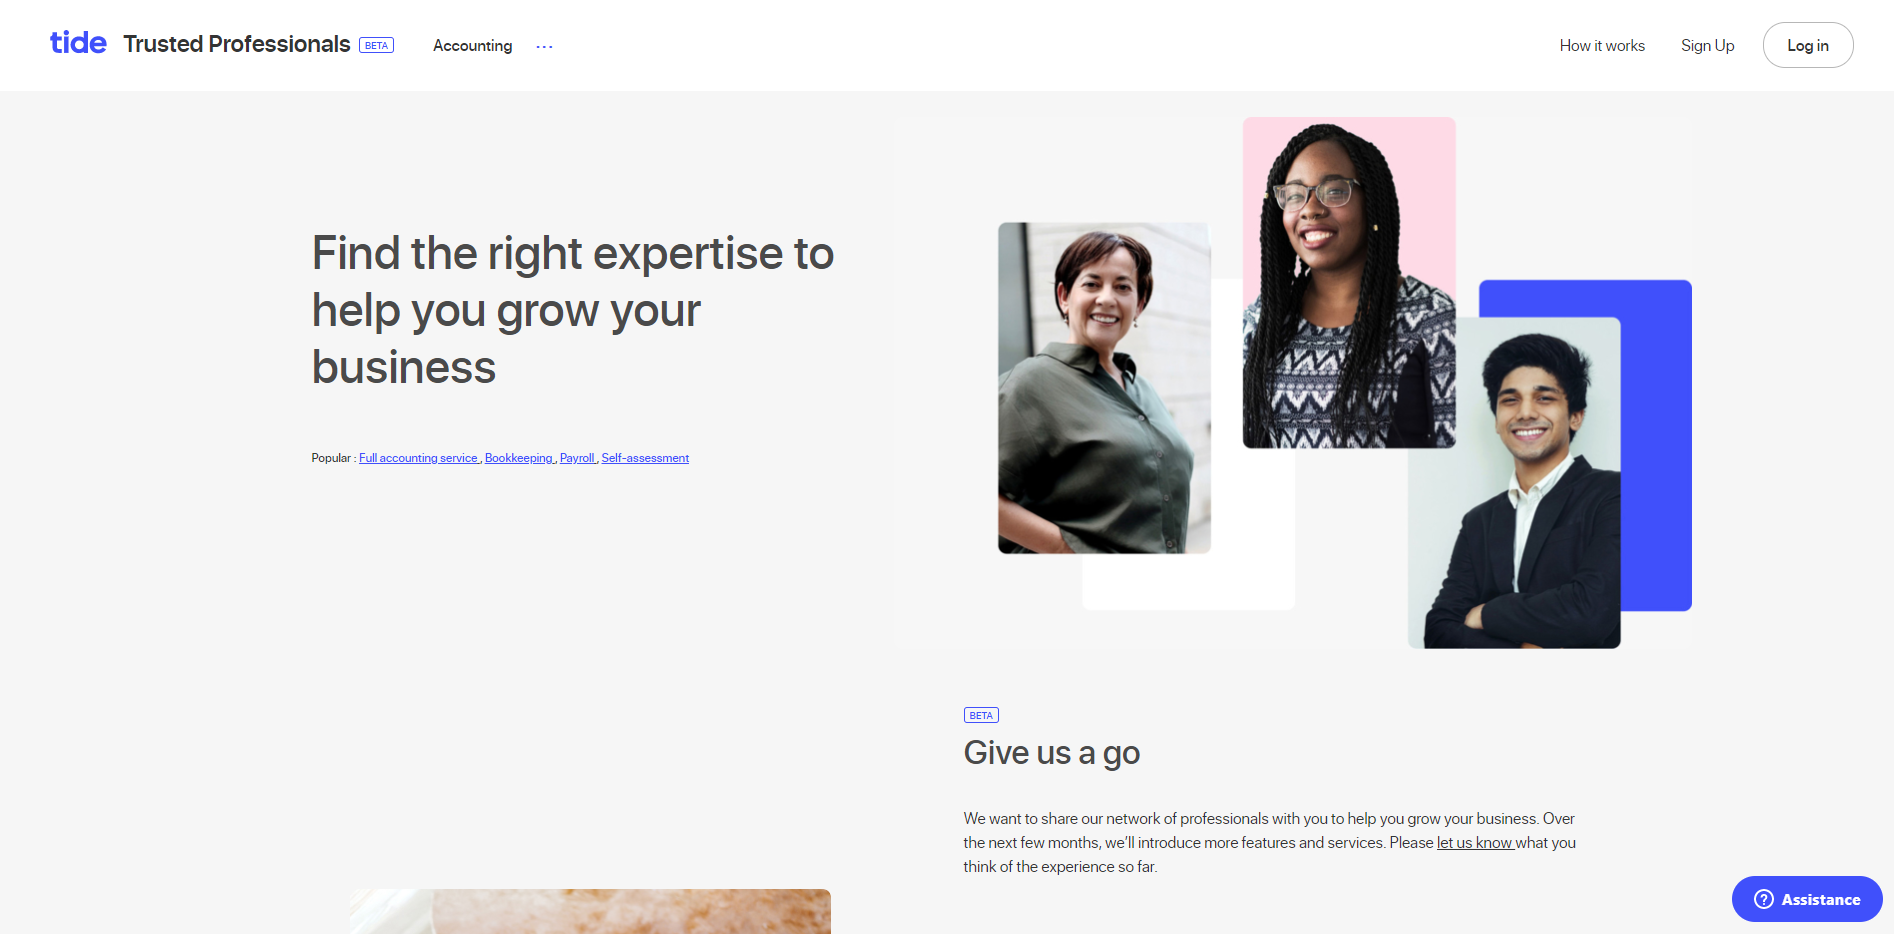 tide Trusted Professionals BETA Accounting ... How it works Sign Up Log in
Find the right expertise to
help you grow your
business
Popular : Full accounting service , Bookkeeping , Payroll , Self-assessment
BETA
Give us a go
We want to share our network of professionals with you to help you grow your business. Over
the next few months, we’ll introduce more features and services. Please let us know what you
think of the experience so far.
? Assistance